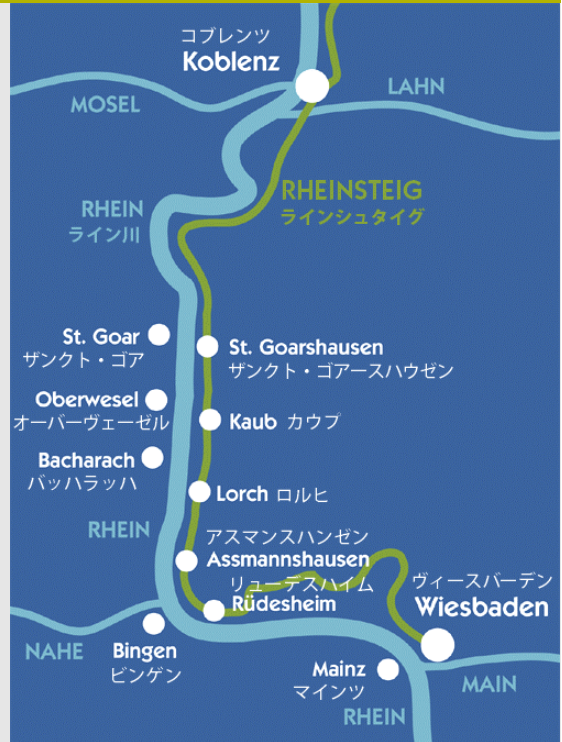 コブレンツ
Koblenz
MOSEL
LAHN
RHEINSTEIG
ラインシュタイグ
RHEIN
ライン川
St. Goar
ザンクト・ゴア
St. Goarshausen
ザンクト・ゴアースハウゼン
Oberwesel
オーバーヴェーゼル
Kaub カウプ
Bacharach
バッハラッハ
Lorch ロルヒ
RHEIN
アスマンスハンゼン
Assmannshausen
リューデスハイム
Rüdesheim
ヴィースバーデン
Wiesbaden
NAHE
Bingen
ビンゲン
Mainz
マインツ
MAIN
RHEIN